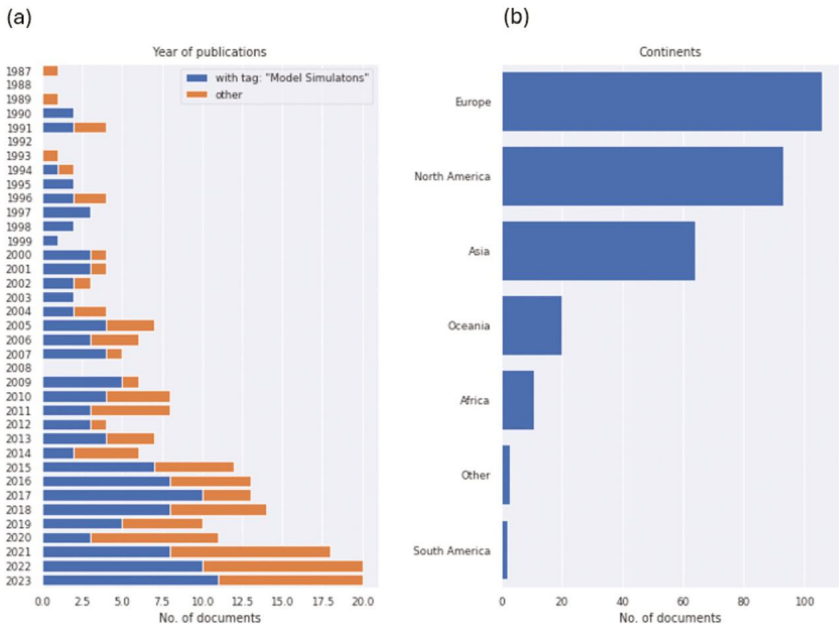 (a)
Year of publications
with tag: "Model Simulatons"
other
1987
1988
1989
1990
1991
1992
1993
1994
1995
1996
1997
1998
1999
2000
2001
2002
2003
2004
2005
2006
2007
2008
2009
2010
2011
2012
2013
2014
2015
2016
2017
2018
2019
2020
2021
2022
2023
0.0 2.5 5.0 7.5 10.0 12.5 15.0 17.5 20.0
No. of documents
(b)
Continents
Europe
North America
Asia
Oceania
Africa
Other
South America
0 20 40 60 80 100
No. of documents